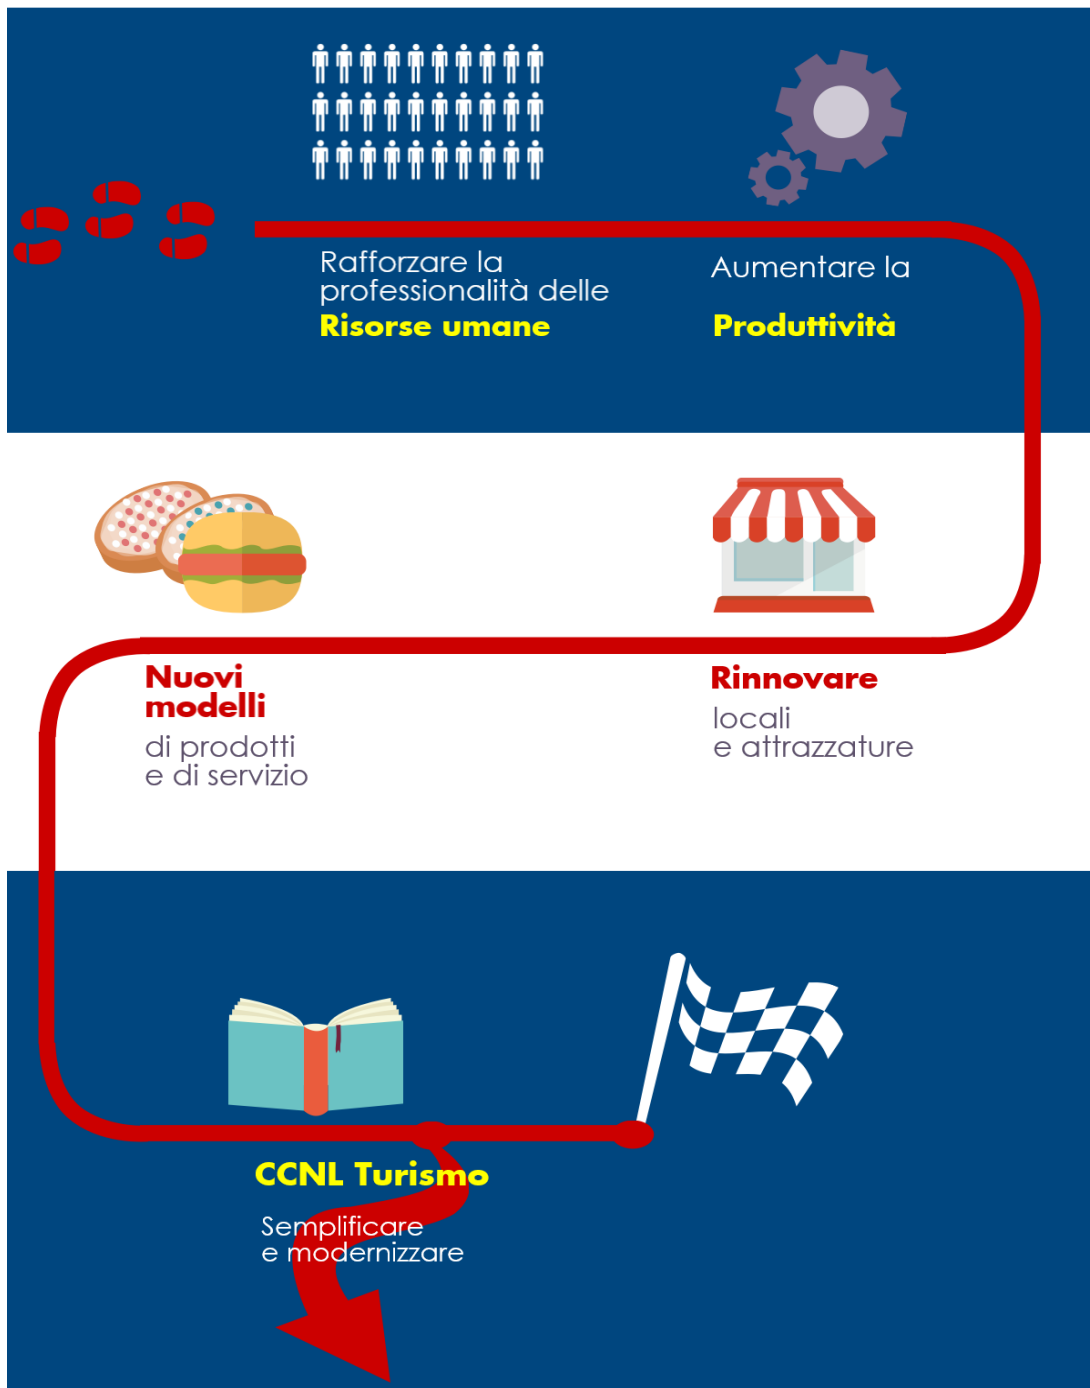 Rafforzare la
professionalità delle
Risorse umane
Aumentare la
Produttività
Nuovi
modelli
di prodotti
e di servizio
Rinnovare
locali
e attrazzature
CCNL Turismo
Semplificare
e modernizzare